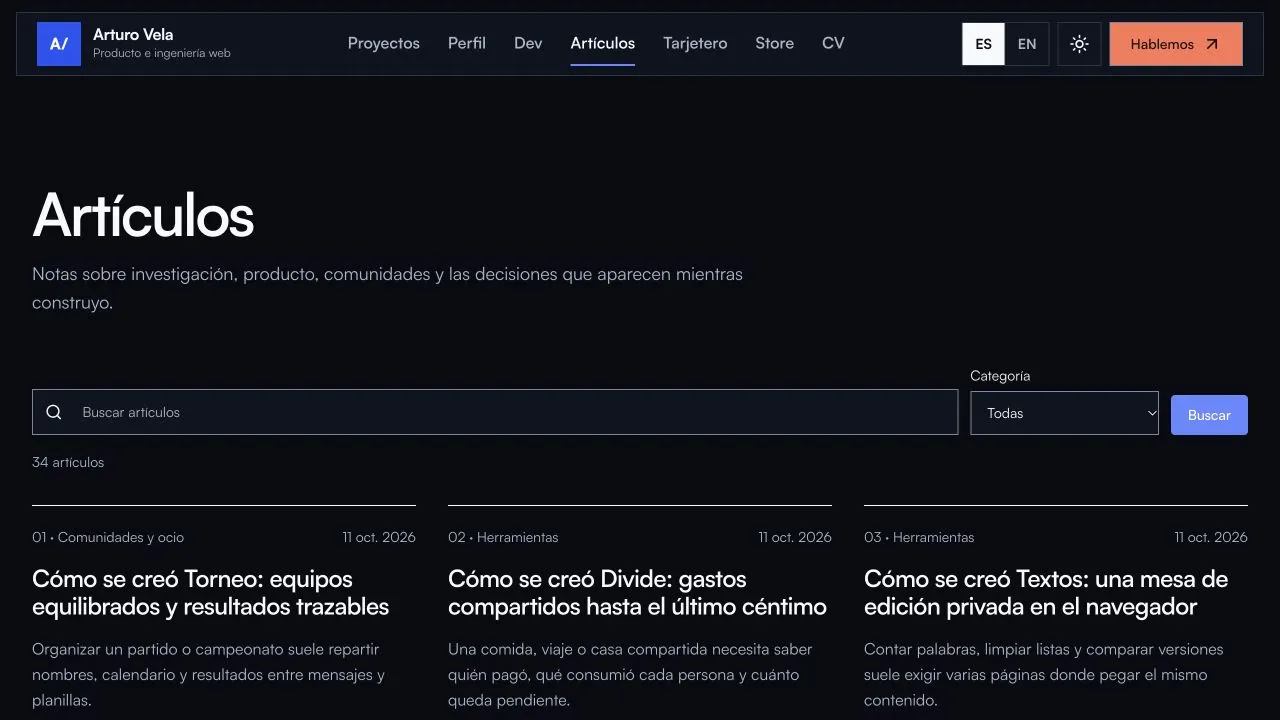 A/
Arturo Vela
Producto e ingeniería web
Proyectos
Perfil
Dev
Artículos
Tarjetero
Store
CV
ES
EN
Hablemos
Artículos
Notas sobre investigación, producto, comunidades y las decisiones que aparecen mientras
construyo.
Categoría
Buscar artículos
Todas
Buscar
34 artículos
01 · Comunidades y ocio
11 oct. 2026
Cómo se creó Torneo: equipos
equilibrados y resultados trazables
Organizar un partido o campeonato suele repartir
nombres, calendario y resultados entre mensajes y
planillas.
02 · Herramientas
11 oct. 2026
Cómo se creó Divide: gastos
compartidos hasta el último céntimo
Una comida, viaje o casa compartida necesita saber
quién pagó, qué consumió cada persona y cuánto
queda pendiente.
03 · Herramientas
11 oct. 2026
Cómo se creó Textos: una mesa de
edición privada en el navegador
Contar palabras, limpiar listas y comparar versiones
suele exigir varias páginas donde pegar el mismo
contenido.